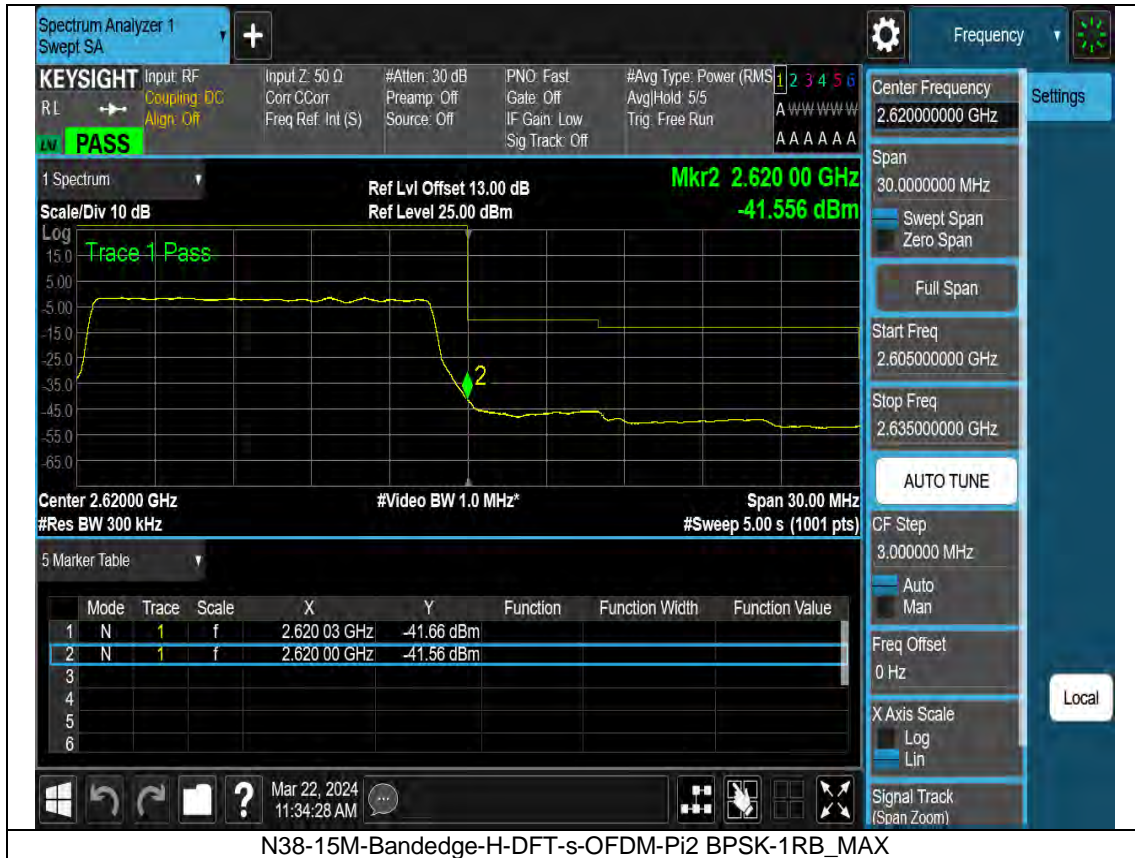 Spectrum Analyzer 1
Swept SA
Frequency
KEYSIGHT
RL
PASS
Input: RF
Coupling: DC
Align: Off
Input Z: 50 Ω
Corr CCorr
Freq Ref: Int (S)
#Atten: 30 dB
Preamp: Off
Source: Off
PNO: Fast
Gate: Off
IF Gain: Low
Sig Track: Off
#Avg Type: Power (RMS
Avg|Hold: 5/5
Trig: Free Run
1 2 3 4 5 6
A W W W W W
A A A A A A
1 Spectrum
Scale/Div 10 dB
Ref Lvl Offset 13.00 dB
Ref Level 25.00 dBm
Mkr2 2.620 00 GHz
-41.556 dBm
Log
Trace 1 Pass
15.0
5.00
-5.00
-15.0
-25.0
-35.0
-45.0
-55.0
-65.0
2
Center 2.62000 GHz
#Video BW 1.0 MHz*
Span 30.00 MHz
#Res BW 300 kHz
#Sweep 5.00 s (1001 pts)
5 Marker Table
Mode Trace Scale X Y Function Function Width Function Value
1 N 1 f 2.620 03 GHz -41.66 dBm
2 N 1 f 2.620 00 GHz -41.56 dBm
3
4
5
6
Mar 22, 2024
11:34:28 AM
?
Center Frequency
2.620000000 GHz
Settings
Span
30.0000000 MHz
Swept Span
Zero Span
Full Span
Start Freq
2.605000000 GHz
Stop Freq
2.635000000 GHz
AUTO TUNE
CF Step
3.000000 MHz
Auto
Man
Freq Offset
0 Hz
Local
X Axis Scale
Log
Lin
Signal Track
(Span Zoom)
N38-15M-Bandedge-H-DFT-s-OFDM-Pi2 BPSK-1RB_MAX